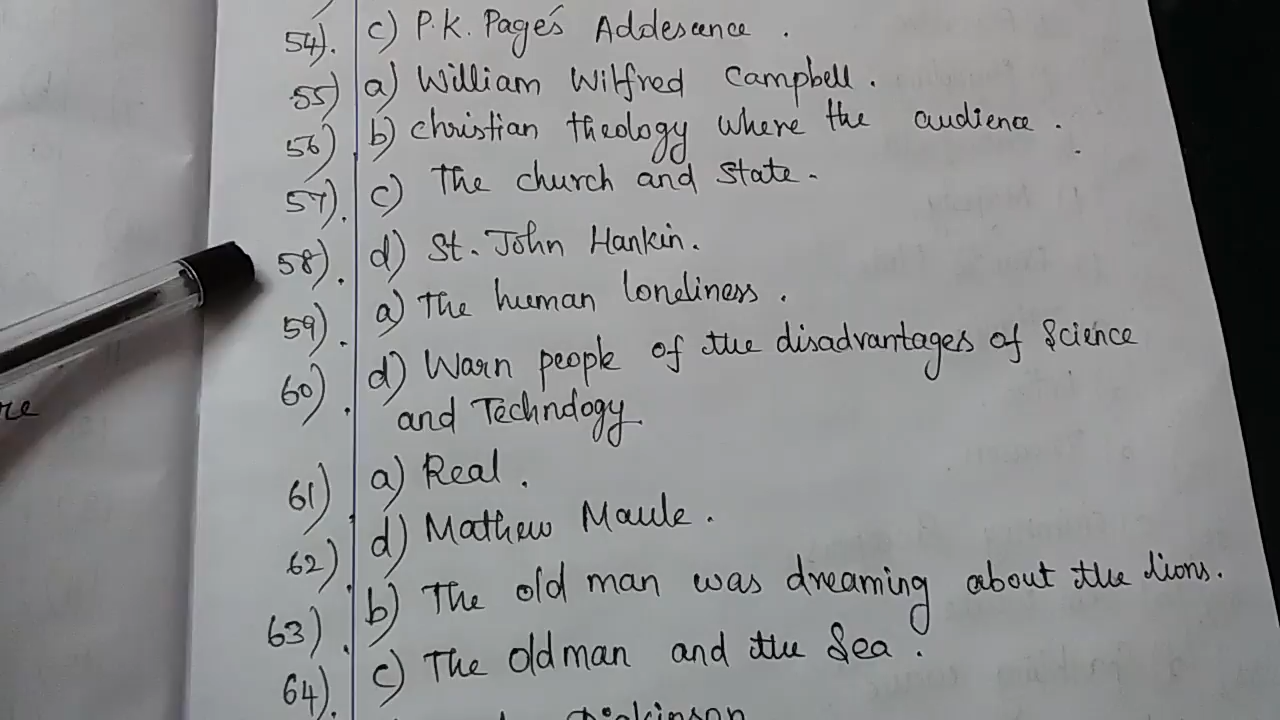 54). c) P.K. Page's Addescence .
55) a) William Wilfred Campbell.
56) b) Christian theology where the audience .
57). c) The church and state.
58). d) St. John Hankin.
59). a) The human loneliness .
60). d) Warn people of the disadvantages of Science
and Technology
61) a) Real .
62). d) Mathew Maule .
63). b) The old man was dreaming about the lions.
64). c) The oldman and the Sea .